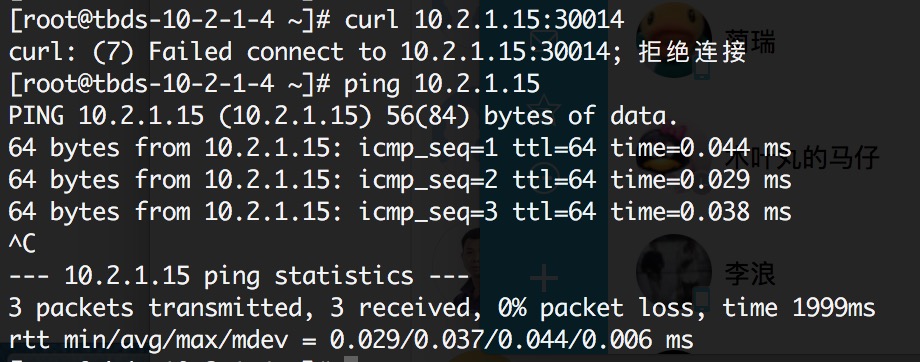 [root@tbds-10-2-1-4 ~]# curl 10.2.1.15:30014
curl: (7) Failed connect to 10.2.1.15:30014; 拒绝连接
[root@tbds-10-2-1-4 ~]# ping 10.2.1.15
PING 10.2.1.15 (10.2.1.15) 56(84) bytes of data.
64 bytes from 10.2.1.15: icmp_seq=1 ttl=64 time=0.044 ms
64 bytes from 10.2.1.15: icmp_seq=2 ttl=64 time=0.029 ms
64 bytes from 10.2.1.15: icmp_seq=3 ttl=64 time=0.038 ms
^C
--- 10.2.1.15 ping statistics ---
3 packets transmitted, 3 received, 0% packet loss, time 1999ms
rtt min/avg/max/mdev = 0.029/0.037/0.044/0.006 ms
木叶丸的马仔
李浪